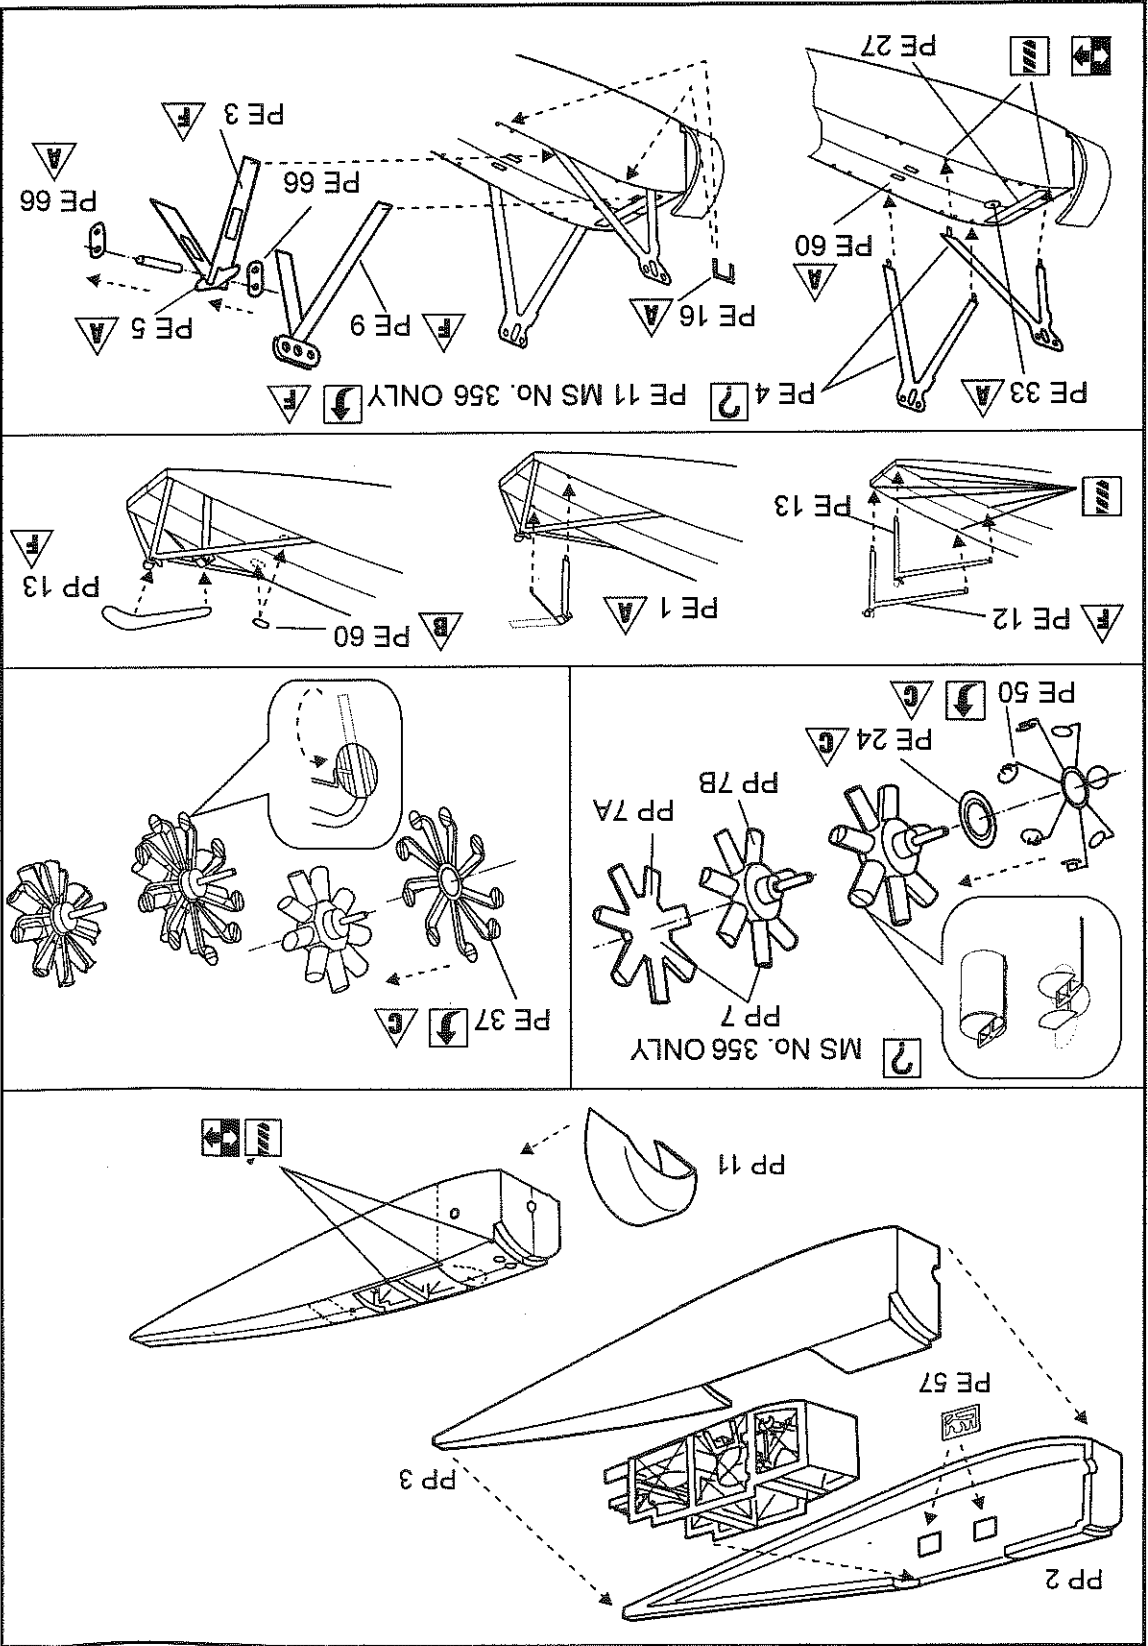 PP 2
PP 3
PE 57
PP 11
? MS No. 356 ONLY
PP 7
PP 7B
PP 7A
PE 24 C
PE 50 C
PE 37 C
F PE 12
PE 13
PE 1 A
B PE 60
PP 13
F
PE 33 A
PE 4 ? PE 11 MS No. 356 ONLY F
PE 60
A
PE 27
PE 16 A
F PE 9
PE 5 A
PE 66
PE 66
A
PE 3 F